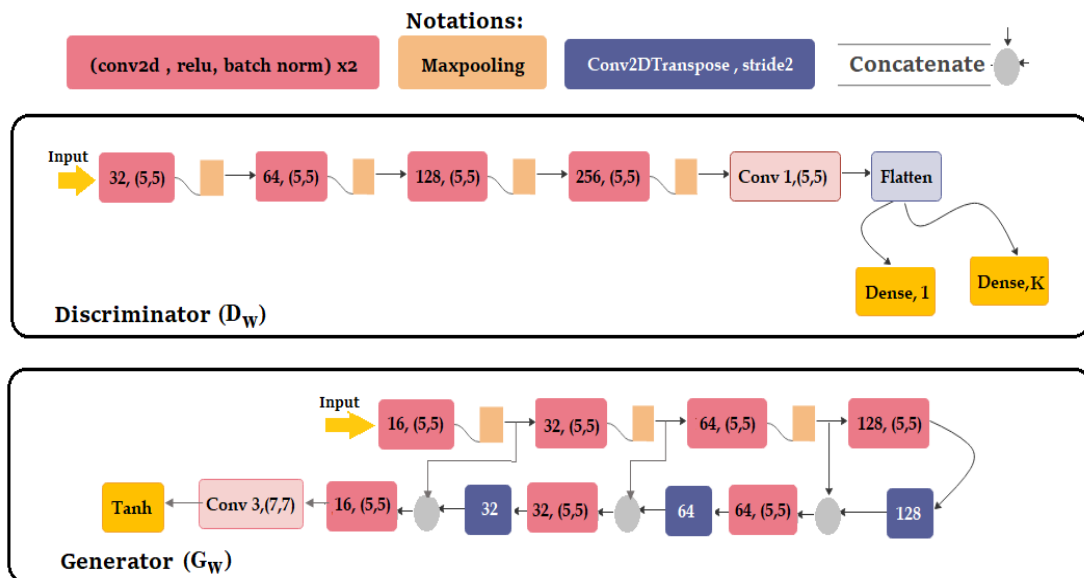 Notations:
(conv2d , relu, batch norm) x2
Maxpooling
Conv2DTranspose , stride2
Concatenate
Input
32, (5,5)
64, (5,5)
128, (5,5)
256, (5,5)
Conv 1,(5,5)
Flatten
Dense, 1
Dense,K
Discriminator (D_W)
Input
16, (5,5)
32, (5,5)
64, (5,5)
128, (5,5)
Tanh
Conv 3,(7,7)
16, (5,5)
32
32, (5,5)
64
64, (5,5)
128
Generator (G_W)